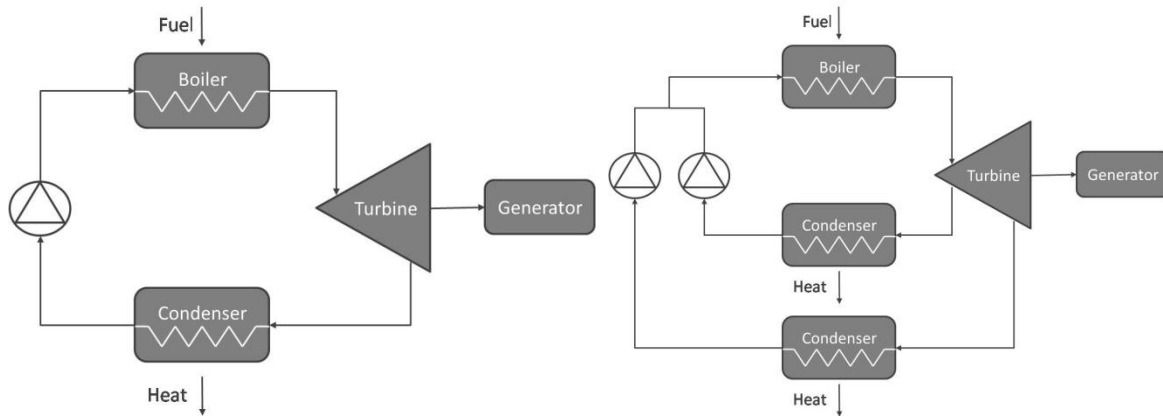 Fuel
Boiler
Turbine
Generator
Condenser
Heat
Fuel
Boiler
Turbine
Generator
Condenser
Heat
Condenser
Heat